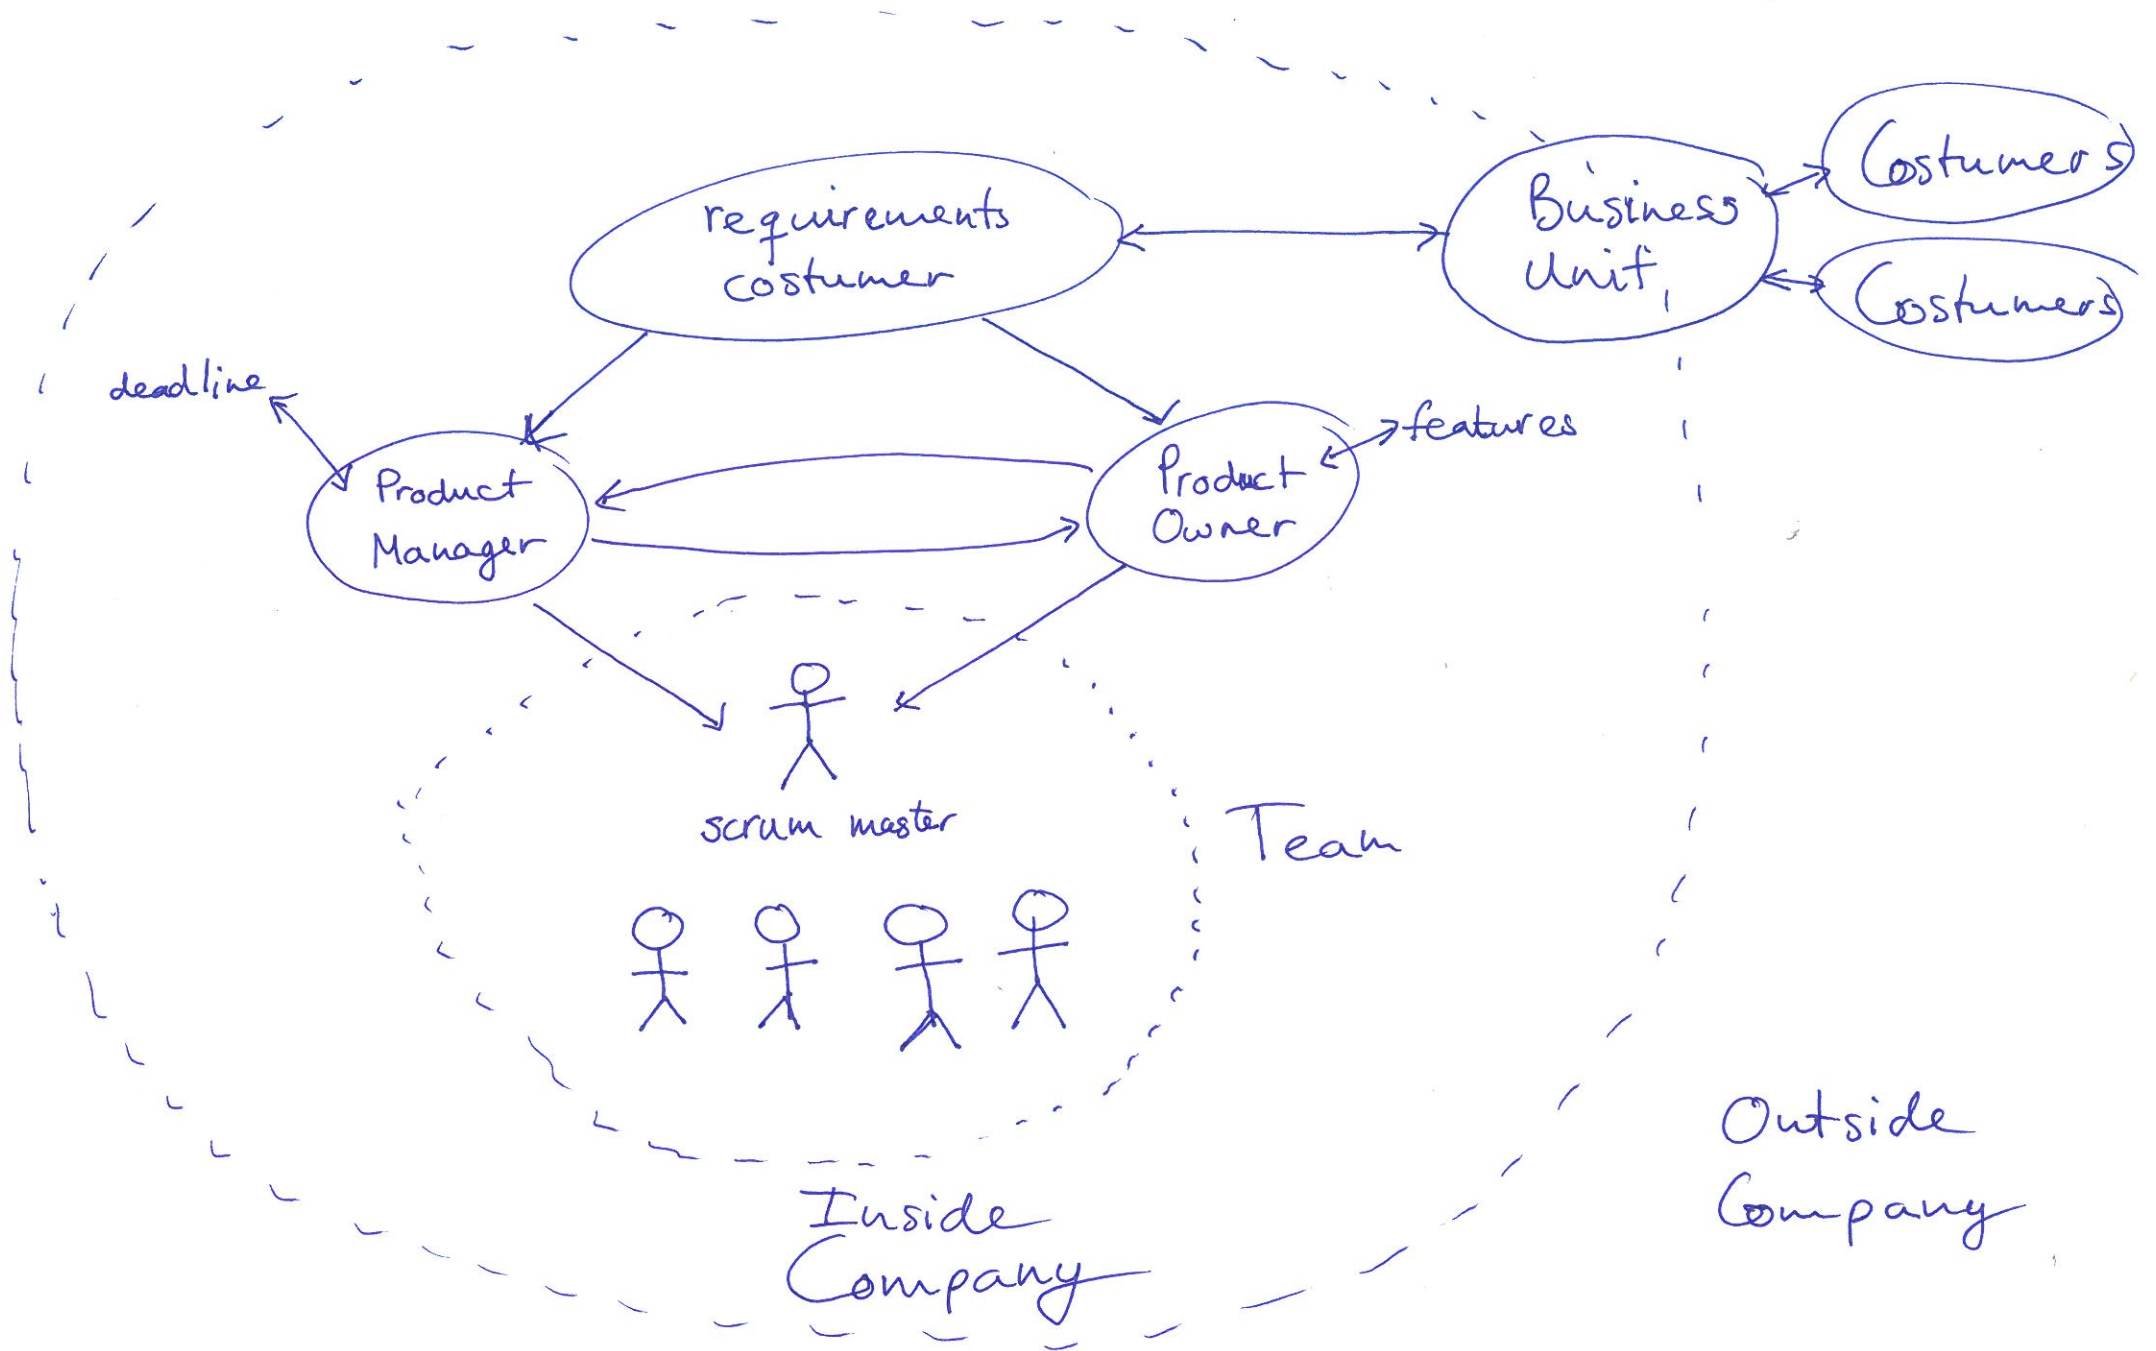 Costumers
requirements
costumer
Business
Unit
Costumers
deadline
features
Product
Manager
Product
Owner
scrum master
Team
Inside
Company
Outside
Company